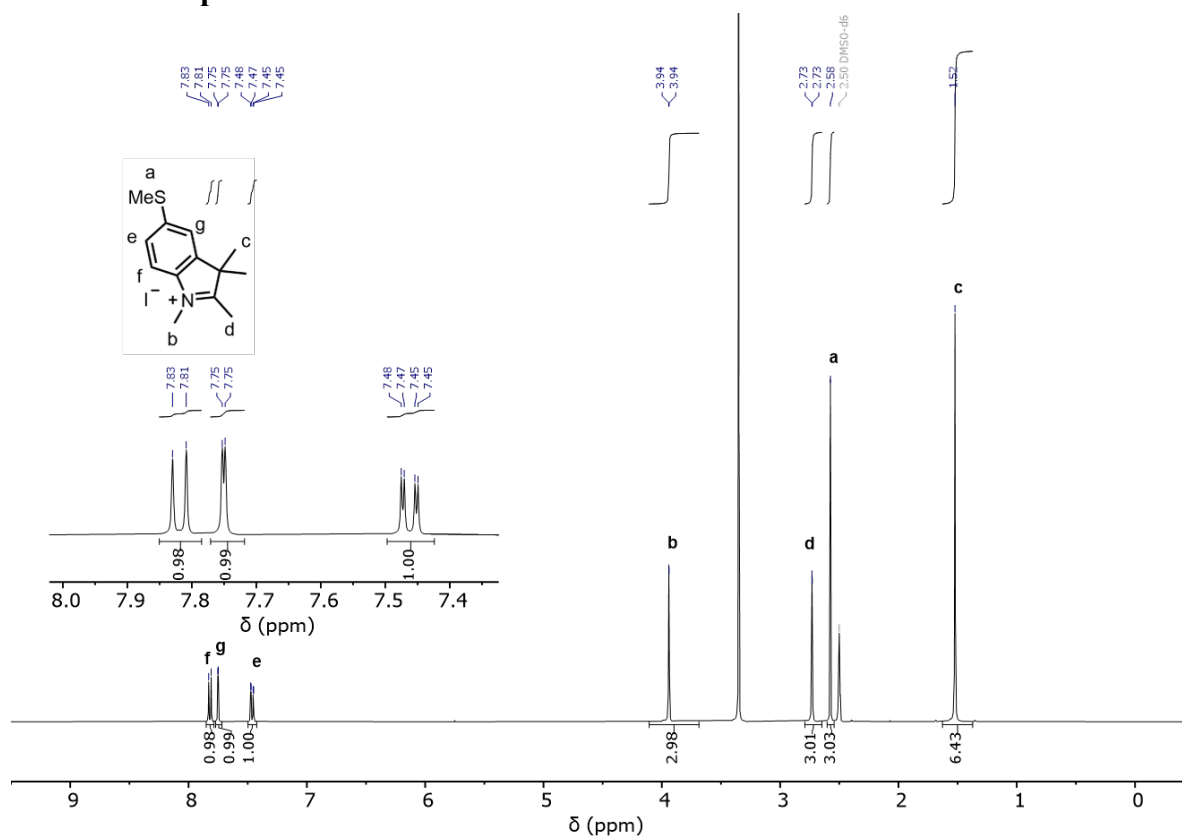 7.83
7.81
7.75
7.75
7.48
7.47
7.45
7.45
3.94
3.94
2.73
2.73
2.58
2.50 DMSO-d6
1.52
a
MeS
g
e
c
f
I⁻ +N
b
d
c
7.83
7.81
7.75
7.75
7.48
7.47
7.45
7.45
a
b
d
0.98
0.99
1.00
8.0 7.9 7.8 7.7 7.6 7.5 7.4
δ (ppm)
f g e
0.98
0.99
1.00
2.98
3.01
3.03
6.43
9 8 7 6 5 4 3 2 1 0
δ (ppm)